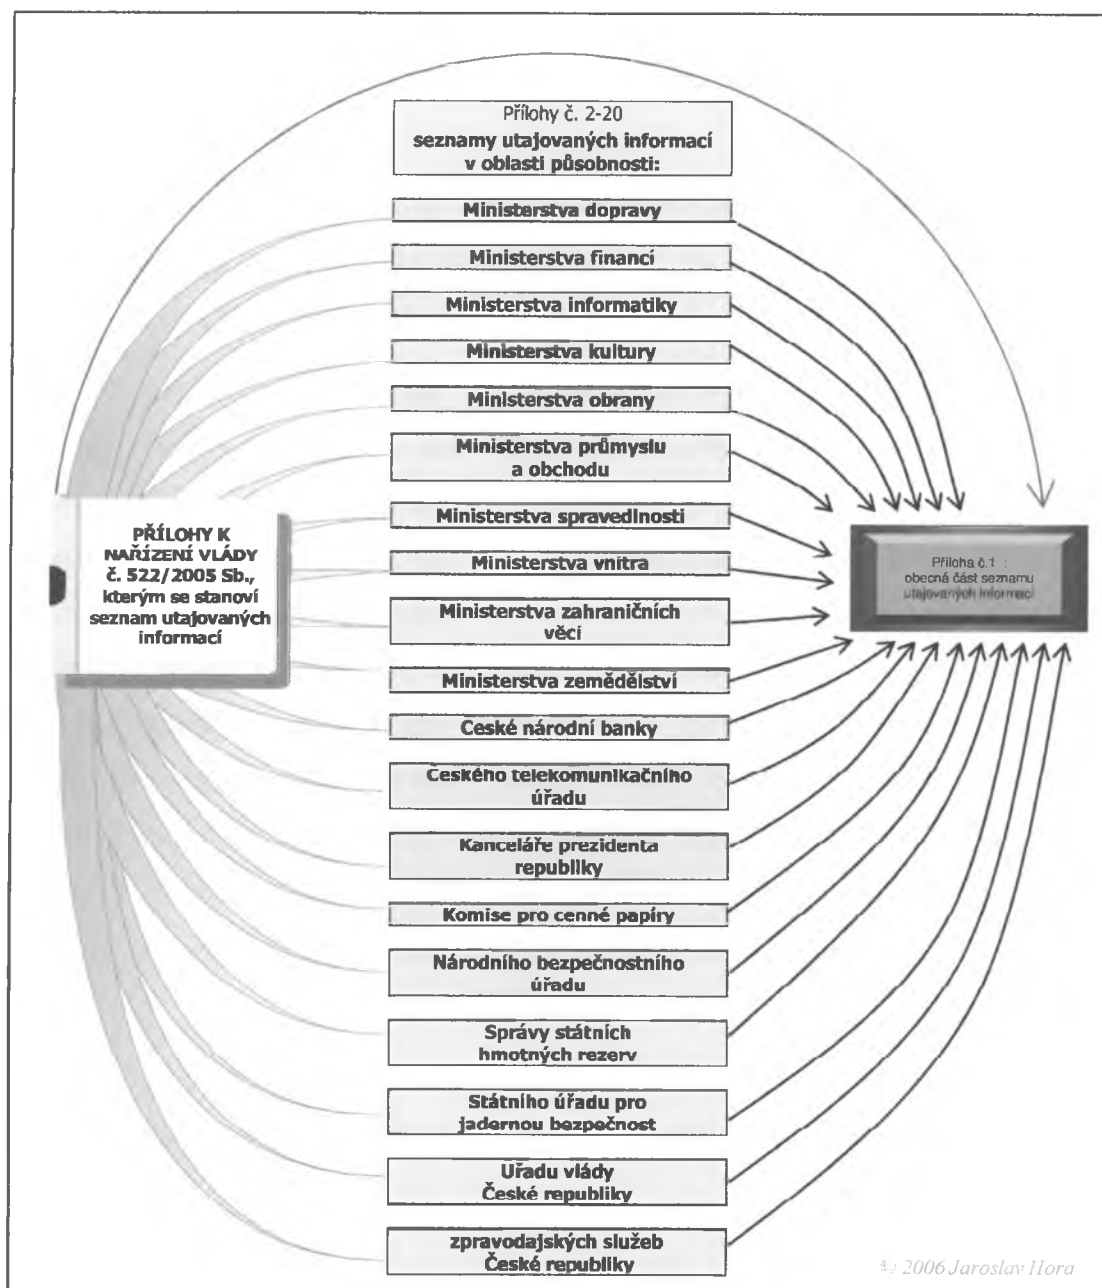 Přílohy č. 2-20
seznamy utajovaných informací
v oblasti působnosti:
Ministerstva dopravy
Ministerstva financí
Ministerstva informatiky
Ministerstva kultury
Ministerstva obrany
Ministerstva průmyslu
a obchodu
Ministerstva spravedlnosti
Ministerstva vnitra
Ministerstva zahraničních
věcí
Ministerstva zemědělství
České národní banky
Českého telekomunikačního
úřadu
Kanceláře prezidenta
republiky
Komise pro cenné papíry
Národního bezpečnostního
úřadu
Správy státních
hmotných rezerv
Státního úřadu pro
jadernou bezpečnost
Uřadu vlády
České republiky
zpravodajských služeb
České republiky
PŘÍLOHY K
NAŘÍZENÍ VLÁDY
č. 522/2005 Sb.,
kterým se stanoví
seznam utajovaných
informací
Příloha č.1 :
obecná část seznamu
utajovaných informací
© 2006 Jaroslav Hora